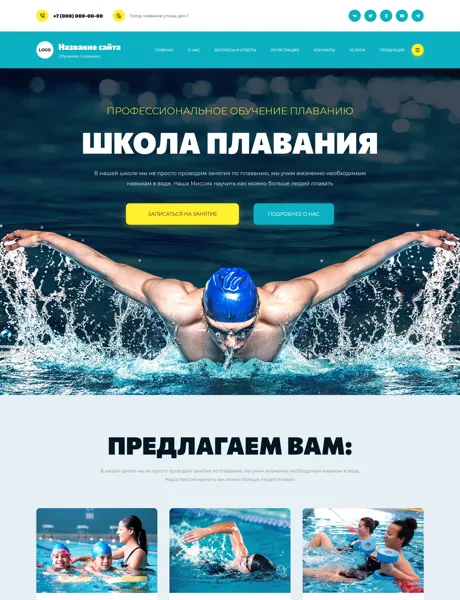 +7 (000) 000-00-00
Город, название улицы, дом 1
LOGO
Название сайта
Обучение плаванию
ГЛАВНАЯ
О НАС
ВОПРОСЫ И ОТВЕТЫ
РЕГИСТРАЦИЯ
КОНТАКТЫ
УСЛУГИ
ПРОДУКЦИЯ
ПРОФЕССИОНАЛЬНОЕ ОБУЧЕНИЕ ПЛАВАНИЮ
ШКОЛА ПЛАВАНИЯ
В нашей школе мы не просто проводим занятия по плаванию, мы учим жизненно необходимым
навыкам в воде. Наша Миссия научить как можно больше людей плавать
ЗАПИСАТЬСЯ НА ЗАНЯТИЕ
ПОДРОБНЕЕ О НАС
ПРЕДЛАГАЕМ ВАМ:
В нашей школе мы не просто проводим занятия по плаванию, мы учим жизненно необходимым навыкам в воде.
Наша Миссия научить как можно больше людей плавать